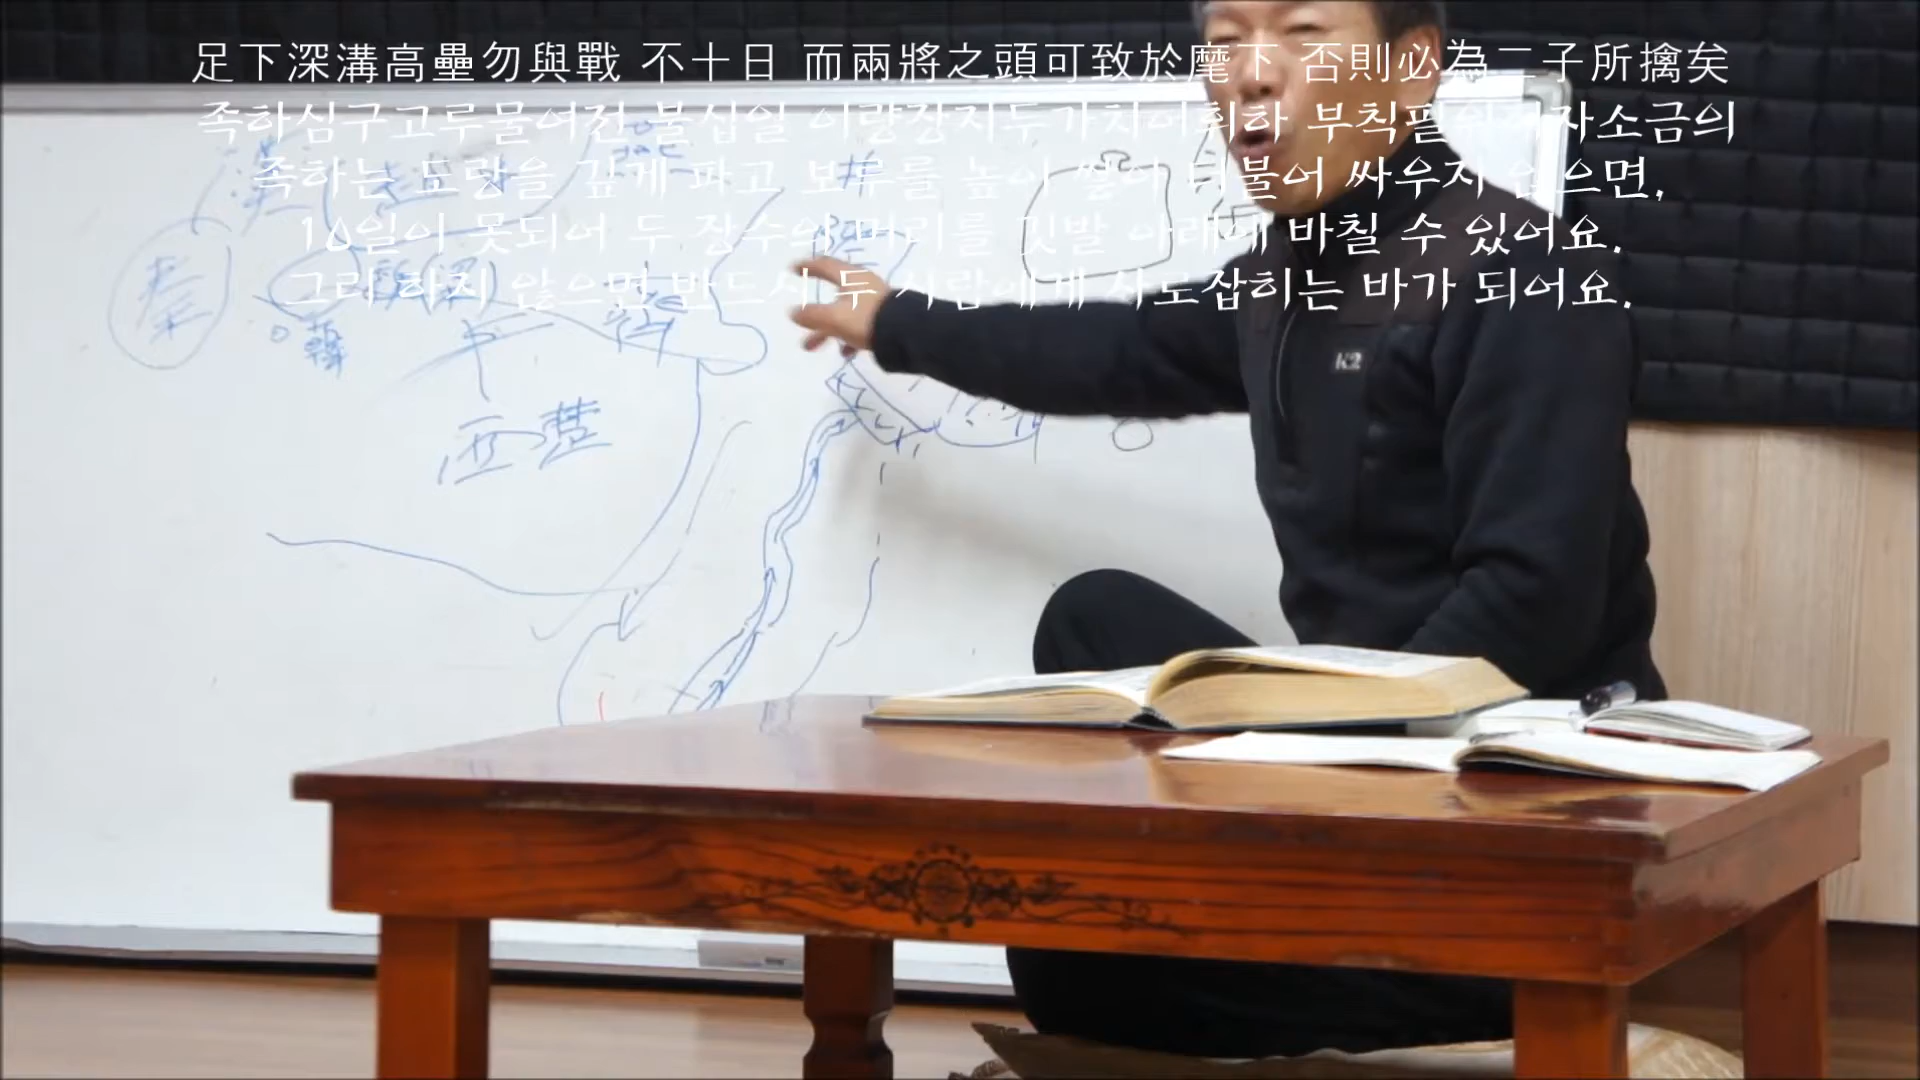 足下深溝高壘勿與戰 不十日 而兩將之頭可致於麾下 否則必為二子所擒矣
족하심구고루물여전 불십일 이량장지두가치어휘하 부즉필위이자소금의
족하는 도랑을 깊게 파고 보루를 높이 쌓아 더불어 싸우지 않으면,
10일이 못되어 두 장수의 머리를 깃발 아래에 바칠 수 있어요.
그리 하지 않으면 반드시 두 사람에게 사로잡히는 바가 되어요.
漢
韓
齊
西楚
K2